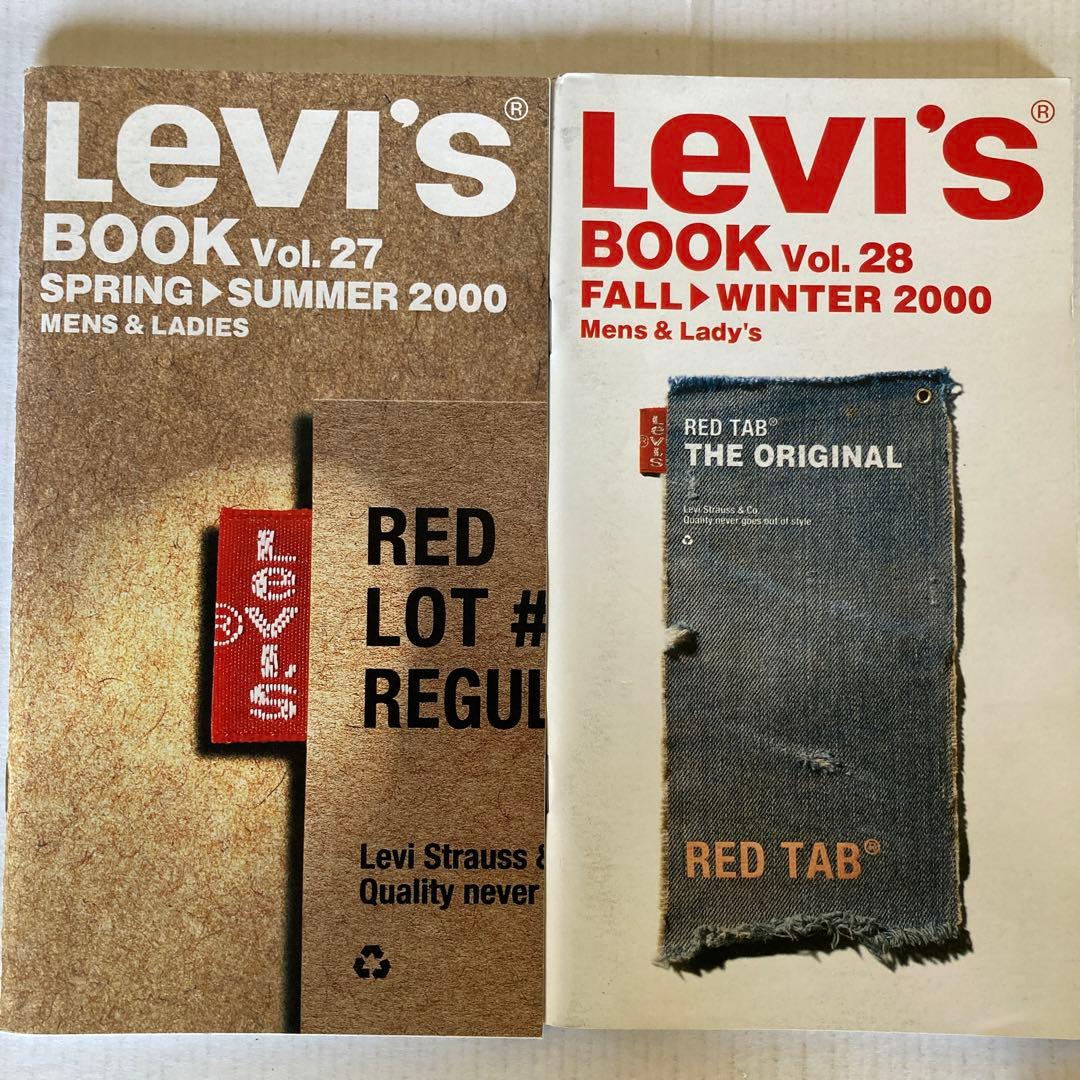 Levi's®
BOOK Vol. 27
SPRING▶SUMMER 2000
MENS & LADIES
Levi's®
RED
LOT #
REGUL
Levi Strauss &
Quality never
Levi's®
BOOK Vol. 28
FALL▶WINTER 2000
Mens & Lady's
Levi's®
RED TAB®
THE ORIGINAL
Levi Strauss & Co.
Quality never goes out of style
RED TAB®